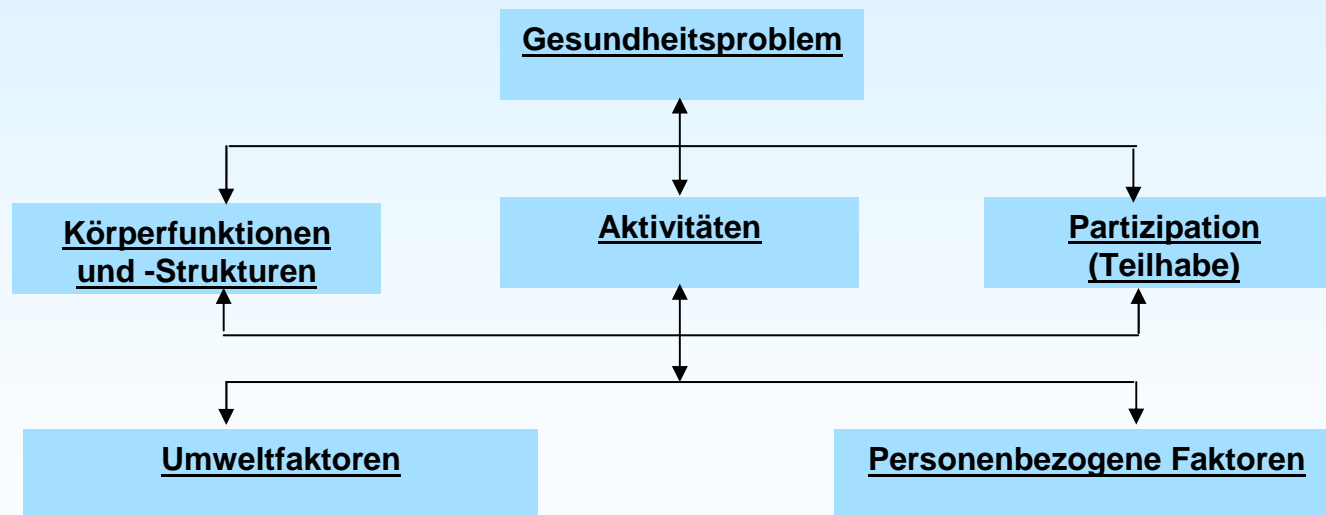 Gesundheitsproblem
Körperfunktionen
und -Strukturen
Aktivitäten
Partizipation
(Teilhabe)
Umweltfaktoren
Personenbezogene Faktoren